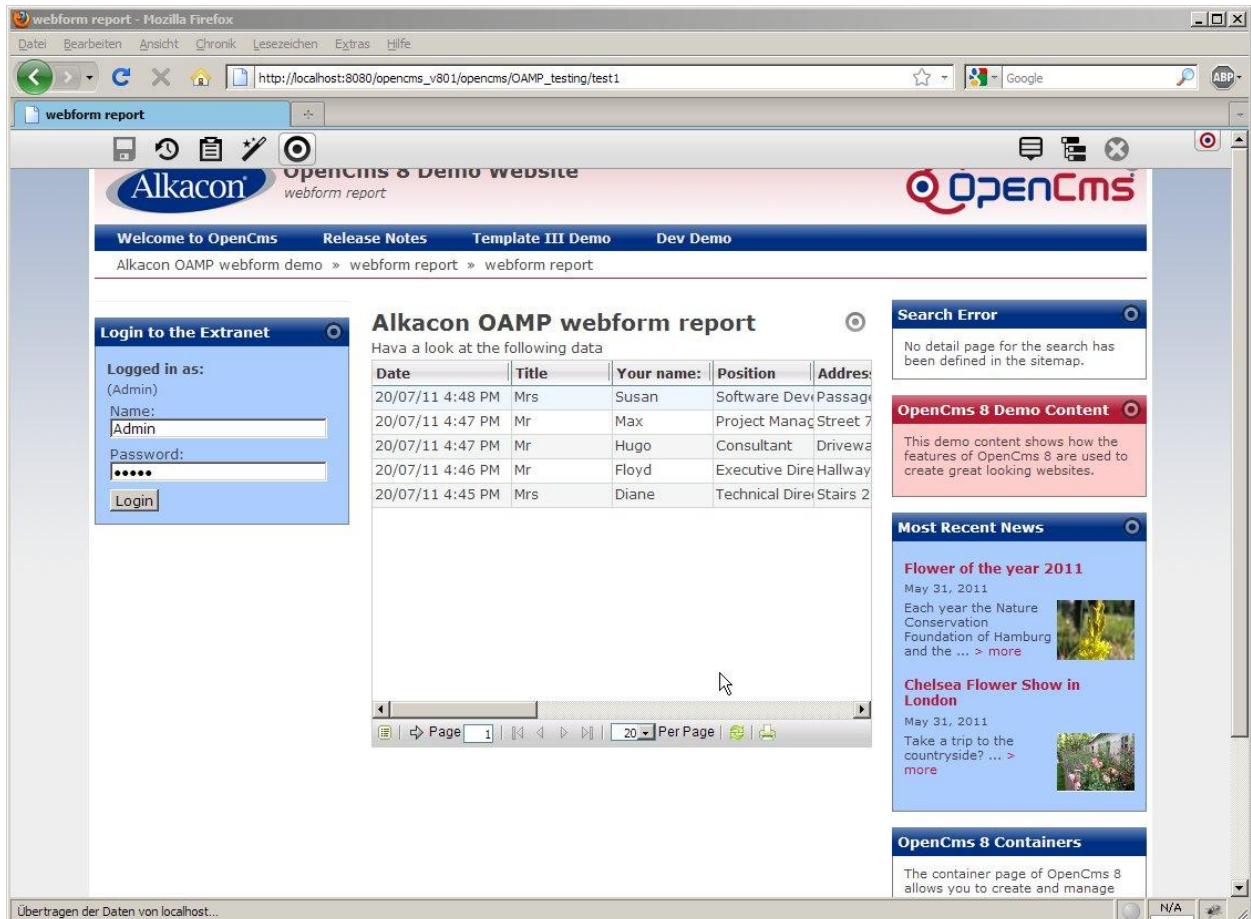 webform report - Mozilla Firefox
Datei Bearbeiten Ansicht Chronik Lesezeichen Extras Hilfe
http://localhost:8080/opencms_v801/opencms/OAMP_testing/test1
Google
ABP
webform report
Alkacon
OpenCms 8 Demo Website
webform report
OpenCms
Welcome to OpenCms Release Notes Template III Demo Dev Demo
Alkacon OAMP webform demo » webform report » webform report
Login to the Extranet
Logged in as:
(Admin)
Name:
Admin
Password:
•••••
Login
Alkacon OAMP webform report
Hava a look at the following data
Date Title Your name: Position Addres
20/07/11 4:48 PM Mrs Susan Software Deve Passage
20/07/11 4:47 PM Mr Max Project Manag Street 7
20/07/11 4:47 PM Mr Hugo Consultant Drivewa
20/07/11 4:46 PM Mr Floyd Executive Dire Hallway
20/07/11 4:45 PM Mrs Diane Technical Dire Stairs 2
Page 1 20 Per Page
Search Error
No detail page for the search has
been defined in the sitemap.
OpenCms 8 Demo Content
This demo content shows how the
features of OpenCms 8 are used to
create great looking websites.
Most Recent News
Flower of the year 2011
May 31, 2011
Each year the Nature
Conservation
Foundation of Hamburg
and the ... > more
Chelsea Flower Show in
London
May 31, 2011
Take a trip to the
countryside? ... >
more
OpenCms 8 Containers
The container page of OpenCms 8
allows you to create and manage
Übertragen der Daten von localhost...
N/A